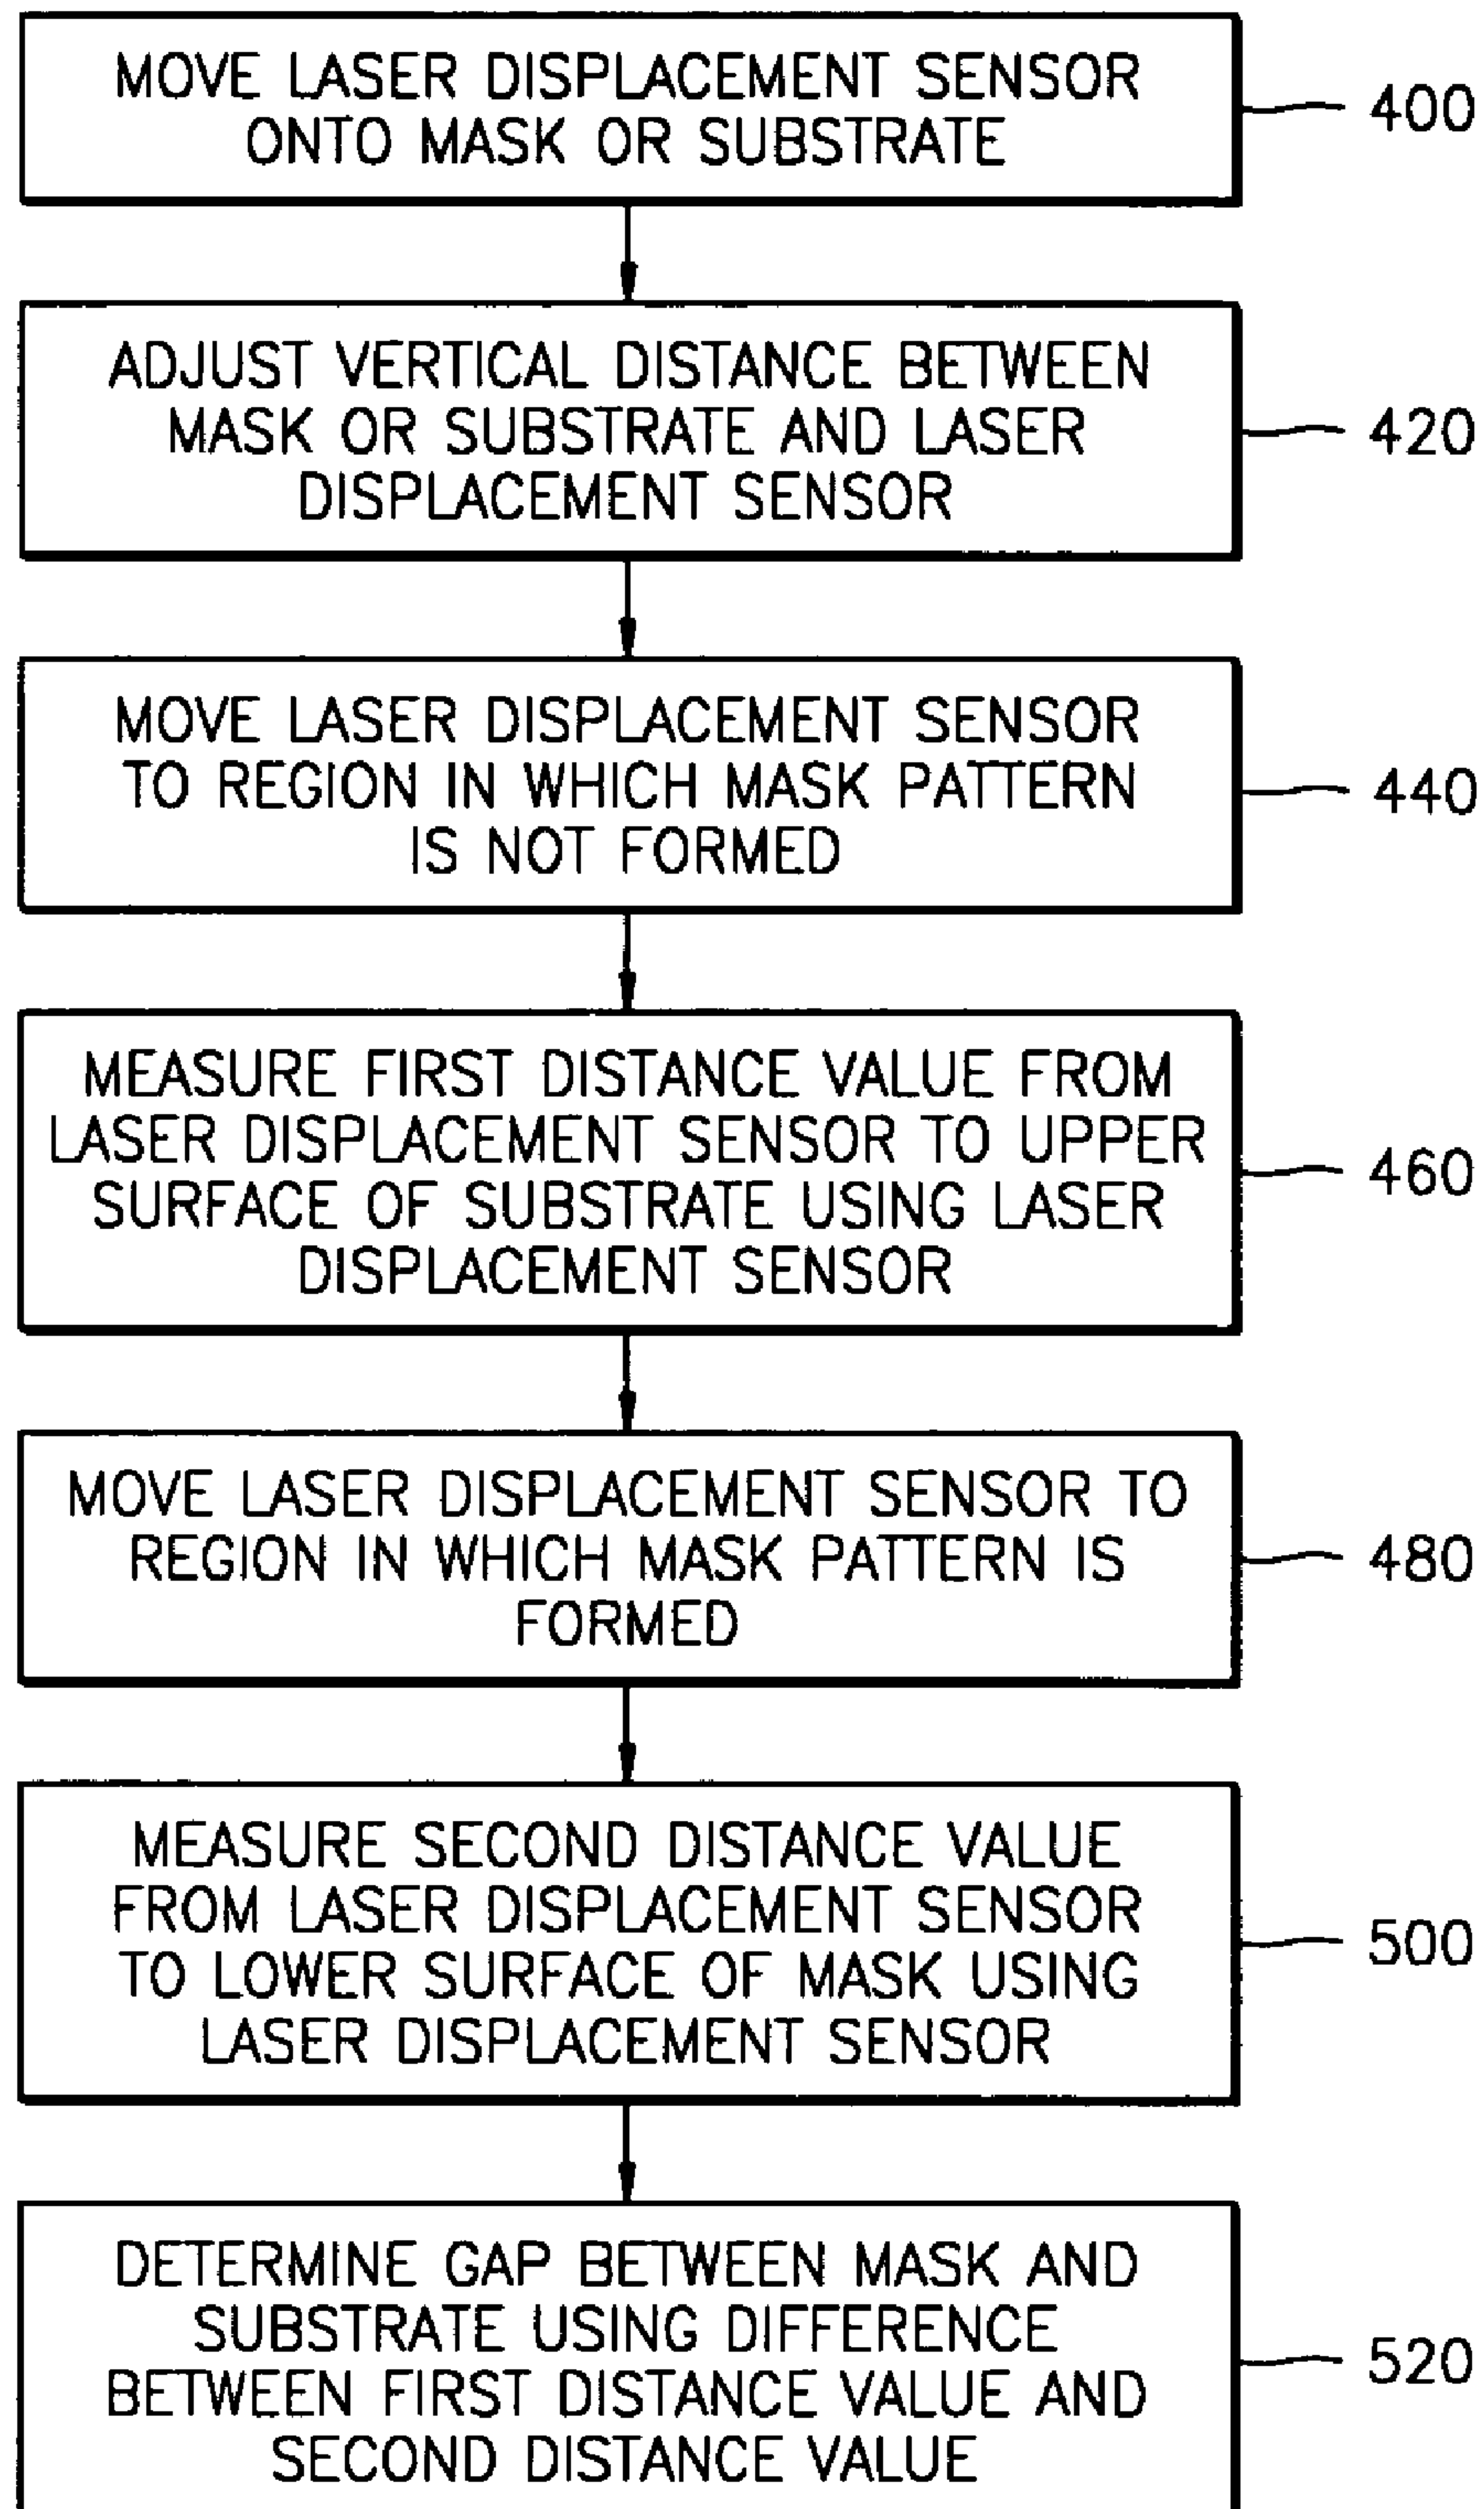 MOVE LASER DISPLACEMENT SENSOR
ONTO MASK OR SUBSTRATE
400
ADJUST VERTICAL DISTANCE BETWEEN
MASK OR SUBSTRATE AND LASER
DISPLACEMENT SENSOR
420
MOVE LASER DISPLACEMENT SENSOR
TO REGION IN WHICH MASK PATTERN
IS NOT FORMED
440
MEASURE FIRST DISTANCE VALUE FROM
LASER DISPLACEMENT SENSOR TO UPPER
SURFACE OF SUBSTRATE USING LASER
DISPLACEMENT SENSOR
460
MOVE LASER DISPLACEMENT SENSOR TO
REGION IN WHICH MASK PATTERN IS
FORMED
480
MEASURE SECOND DISTANCE VALUE
FROM LASER DISPLACEMENT SENSOR
TO LOWER SURFACE OF MASK USING
LASER DISPLACEMENT SENSOR
500
DETERMINE GAP BETWEEN MASK AND
SUBSTRATE USING DIFFERENCE
BETWEEN FIRST DISTANCE VALUE AND
SECOND DISTANCE VALUE
520